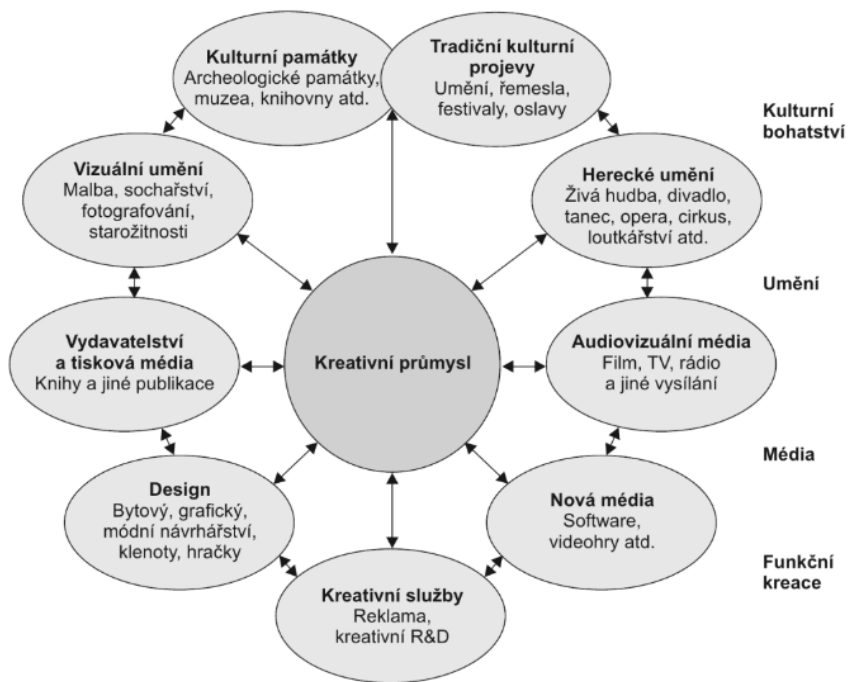 Kulturní památky
Archeologické památky,
muzea, knihovny atd.
Tradiční kulturní
projevy
Umění, řemesla,
festivaly, oslavy
Kulturní
bohatství
Vizuální umění
Malba, sochařství,
fotografování,
starožitnosti
Herecké umění
Živá hudba, divadlo,
tanec, opera, cirkus,
loutkářství atd.
Umění
Vydavatelství
a tisková média
Knihy a jiné publikace
Kreativní průmysl
Audiovizuální média
Film, TV, rádio
a jiné vysílání
Média
Design
Bytový, grafický,
módní návrhářství,
klenoty, hračky
Nová média
Software,
videohry atd.
Funkční
kreace
Kreativní služby
Reklama,
kreativní R&D